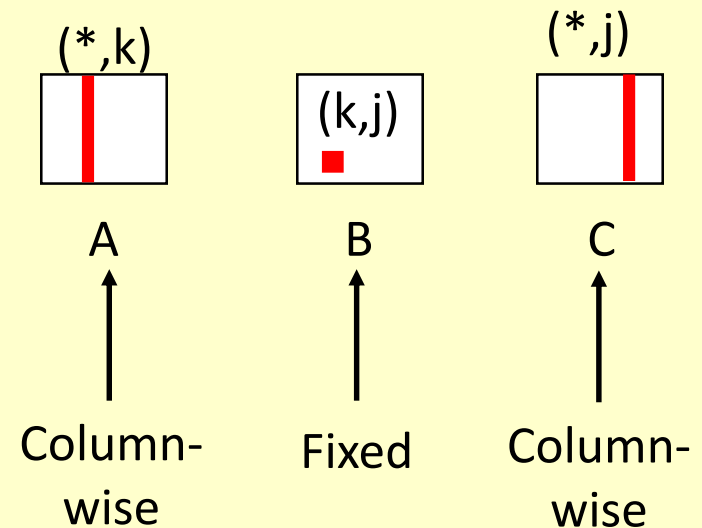 (*,k)
(k,j)
(*,j)
A
B
C
Column-
wise
Fixed
Column-
wise